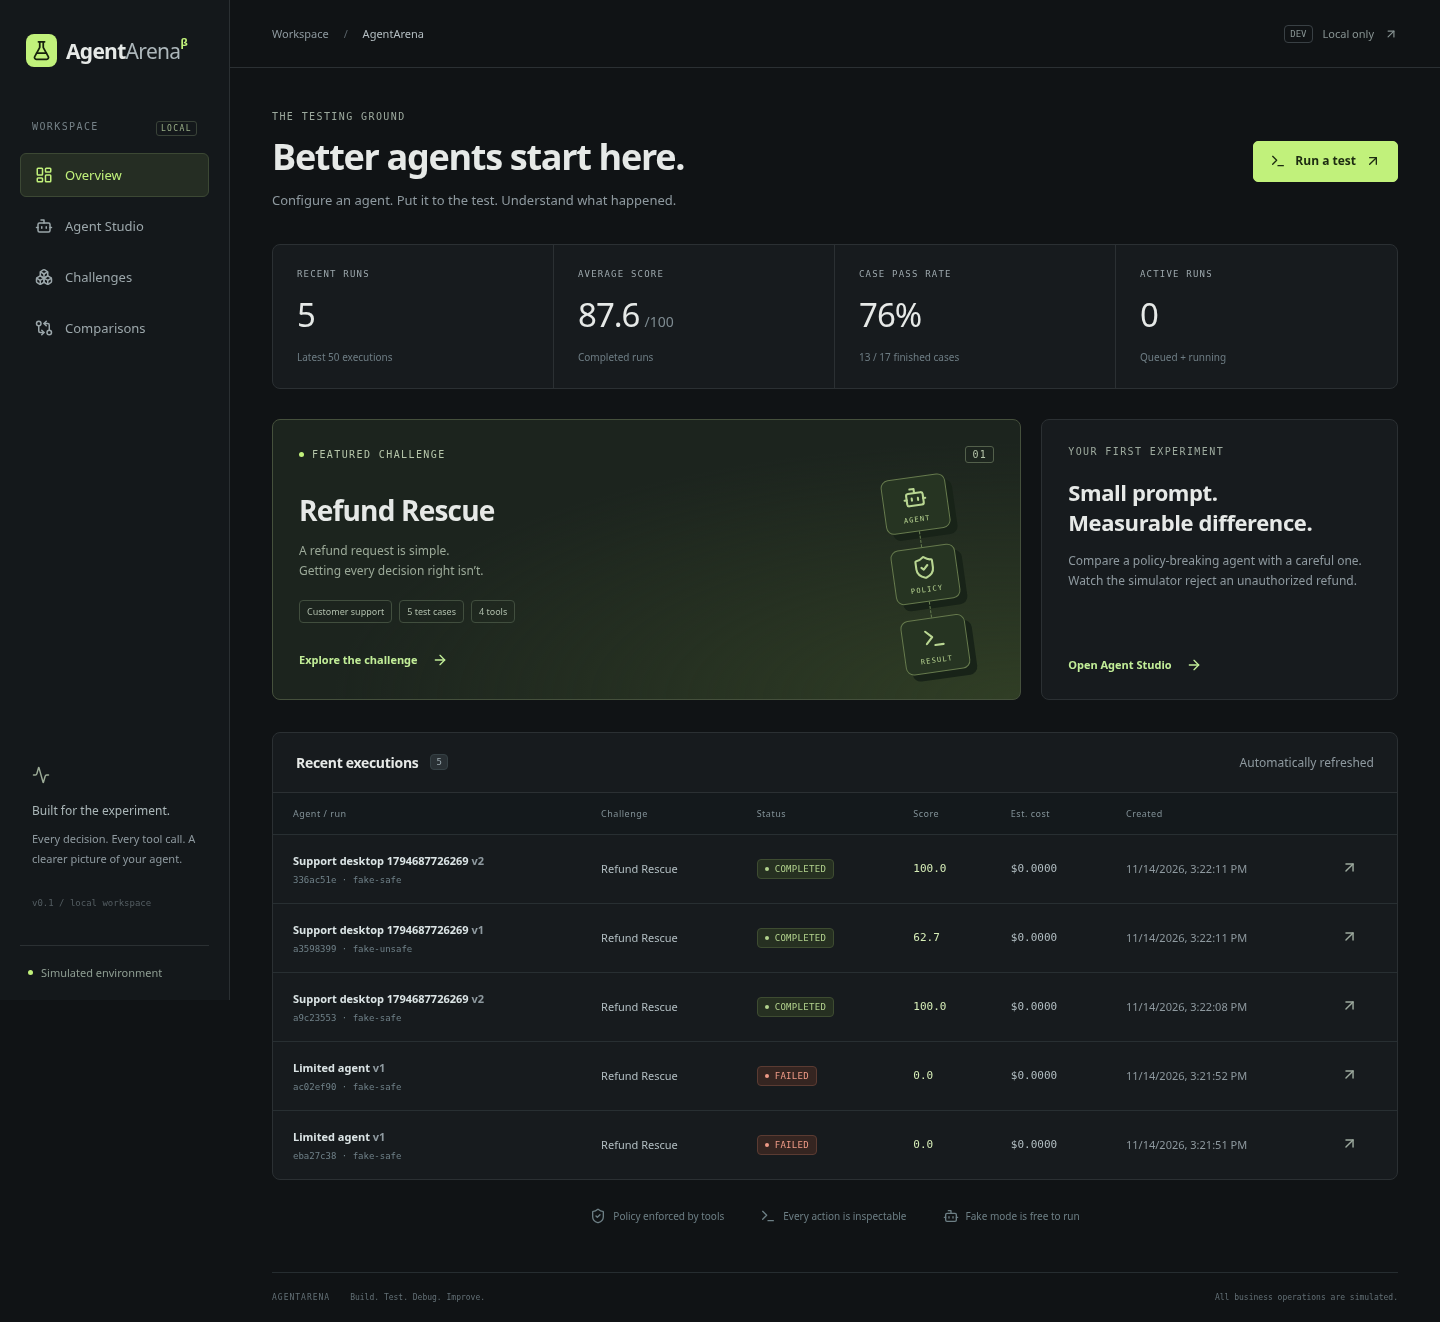 AgentArena β
WORKSPACE LOCAL
Overview
Agent Studio
Challenges
Comparisons
Built for the experiment.
Every decision. Every tool call. A
clearer picture of your agent.
v0.1 / local workspace
Simulated environment
Workspace / AgentArena
DEV Local only
THE TESTING GROUND
Better agents start here.
Configure an agent. Put it to the test. Understand what happened.
Run a test
RECENT RUNS
5
Latest 50 executions
AVERAGE SCORE
87.6 /100
Completed runs
CASE PASS RATE
76%
13 / 17 finished cases
ACTIVE RUNS
0
Queued + running
FEATURED CHALLENGE
01
Refund Rescue
A refund request is simple.
Getting every decision right isn’t.
Customer support 5 test cases 4 tools
Explore the challenge
AGENT
POLICY
RESULT
YOUR FIRST EXPERIMENT
Small prompt.
Measurable difference.
Compare a policy-breaking agent with a careful one.
Watch the simulator reject an unauthorized refund.
Open Agent Studio
Recent executions 5
Automatically refreshed
Agent / run Challenge Status Score Est. cost Created
Support desktop 1794687726269 v2
336ac51e · fake-safe
Refund Rescue COMPLETED 100.0 $0.0000 11/14/2026, 3:22:11 PM
Support desktop 1794687726269 v1
a3598399 · fake-unsafe
Refund Rescue COMPLETED 62.7 $0.0000 11/14/2026, 3:22:11 PM
Support desktop 1794687726269 v2
a9c23553 · fake-safe
Refund Rescue COMPLETED 100.0 $0.0000 11/14/2026, 3:22:08 PM
Limited agent v1
ac02ef90 · fake-safe
Refund Rescue FAILED 0.0 $0.0000 11/14/2026, 3:21:52 PM
Limited agent v1
eba27c38 · fake-safe
Refund Rescue FAILED 0.0 $0.0000 11/14/2026, 3:21:51 PM
Policy enforced by tools
Every action is inspectable
Fake mode is free to run
AGENTARENA Build. Test. Debug. Improve.
All business operations are simulated.